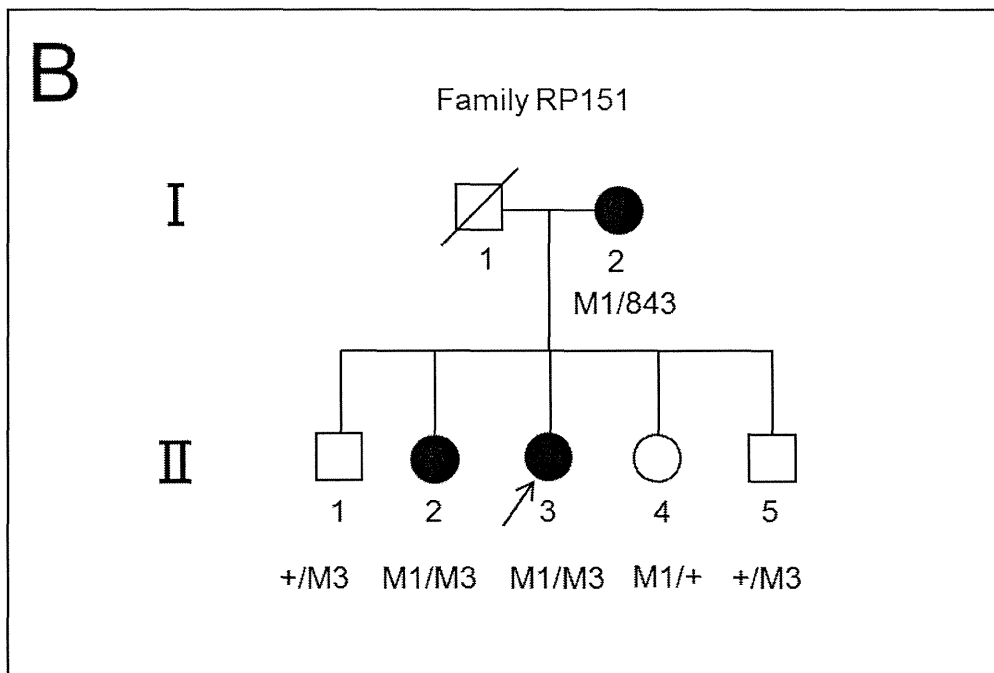 B
Family RP151
I
1 2
M1/843
II
1 2 3 4 5
+/M3 M1/M3 M1/M3 M1/+ +/M3